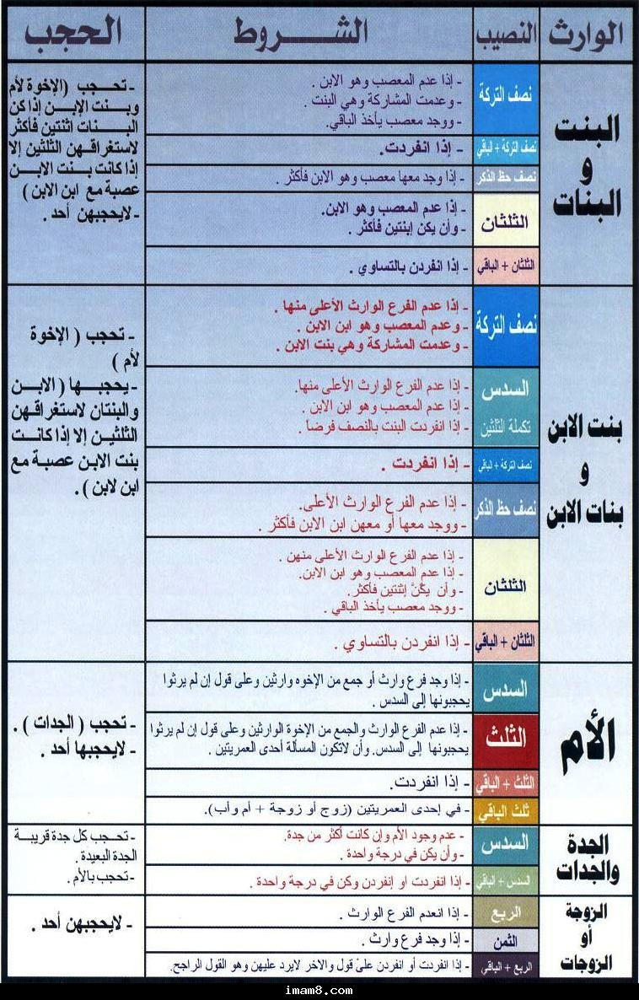 الوارث النصيب الشروط الحجب
البنت
و
البنات
نصف التركة
- إذا عدم المعصب وهو الابن .
- وعدمت المشاركة وهي البنت .
- ووجد معصب يأخذ الباقي.
نصف التركة + الباقي
- إذا انفردت.
نصف حظ الذكر
- إذا وجد معها معصب وهو الابن فأكثر .
الثلثان
- إذا عدم المعصب وهو الابن.
- وأن يكن إبنتين فأكثر .
الثلثان + الباقي
- إذا انفردن بالتساوي .
- تحجب (الإخوة لأم
وبنت الإبن إذا كن
البنات اثنتين فأكثر
لاستغراقهن الثلثين إلا
إذا كانت بنت الابن
عصبة مع ابن الابن )
- لايحجبهن أحد .
بنت الابن
و
بنات الابن
نصف التركة
- إذا عدم الفرع الوارث الأعلى منها .
- وعدم المعصب وهو ابن الابن .
- وعدمت المشاركة وهي بنت الابن .
السدس
تكملة الثلثين
- إذا عدم الفرع الوارث الأعلى منها.
- إذا عدم المعصب وهو ابن الابن .
- إذا انفردت البنت بالنصف فرضاً .
نصف التركة + الباقي
- إذا انفردت .
نصف حظ الذكر
- إذا عدم الفرع الوارث الأعلى.
- ووجد معها أو معهن ابن الابن فأكثر .
الثلثان
- إذا عدم الفرع الوارث الأعلى منهن .
- إذا عدم المعصب وهو ابن الابن.
- وأن يكُنَّ إثنتين فأكثر.
- ووجد معصب يأخذ الباقي .
الثلثان + الباقي
- إذا انفردن بالتساوي .
- تحجب ( الإخوة
لأم )
- يحجبها ( الابن
والبنتان لاستغراقهن
الثلثين إلا إذا كانت
بنت الابن عصبة مع
ابن لابن ) .
الأم
السدس
- إذا وجد فرع وارث أو جمع من الإخوه وارثين وعلى قول إن لم يرثوا
يحجبونها إلى السدس .
الثلث
- إذا عدم الفرع الوارث والجمع من الإخوة الوارثين وعلى قول إن لم يرثوا
يحجبونها إلى السدس. وأن لاتكون المسألة أحدى العمريتين .
الثلث + الباقي
- إذا انفردت.
ثلث الباقي
- في إحدى العمريتين (زوج أو زوجة + أم وأب).
- تحجب ( الجدات ) .
- لايحجبها أحد .
الجدة
والجدات
السدس
- عدم وجود الأم وإن كانت أكثر من جدة.
- وأن يكن في درجة واحدة .
السدس + الباقي
- إذا انفردت او إنفردن وكن في درجة واحدة .
- تحجب كل جدة قريبة
الجدة البعيدة .
- تحجب بالأم .
الزوجة
أو
الزوجات
الربع
- إذا انعدم الفرع الوارث .
الثمن
- إذا وجد فرع وارث .
الربع + الباقي
- إذا انفردت أو انفردن على قول والاخر لايرد عليهن وهو القول الراجح.
- لايحجبهن أحد .
imam8.com